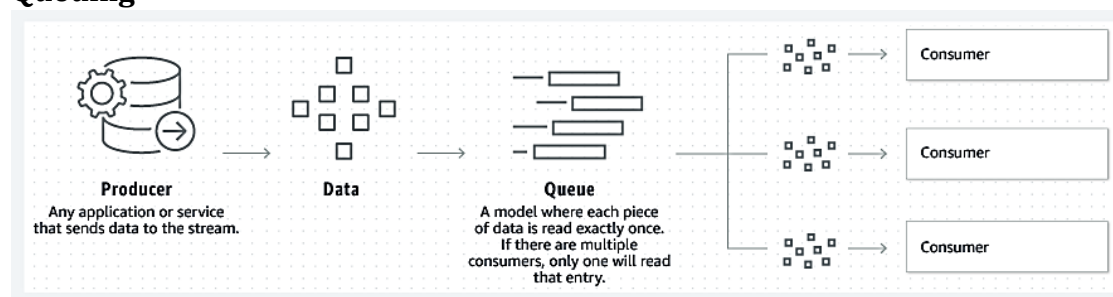 Queuing
Producer
Any application or service
that sends data to the stream.
Data
Queue
A model where each piece
of data is read exactly once.
If there are multiple
consumers, only one will read
that entry.
Consumer
Consumer
Consumer